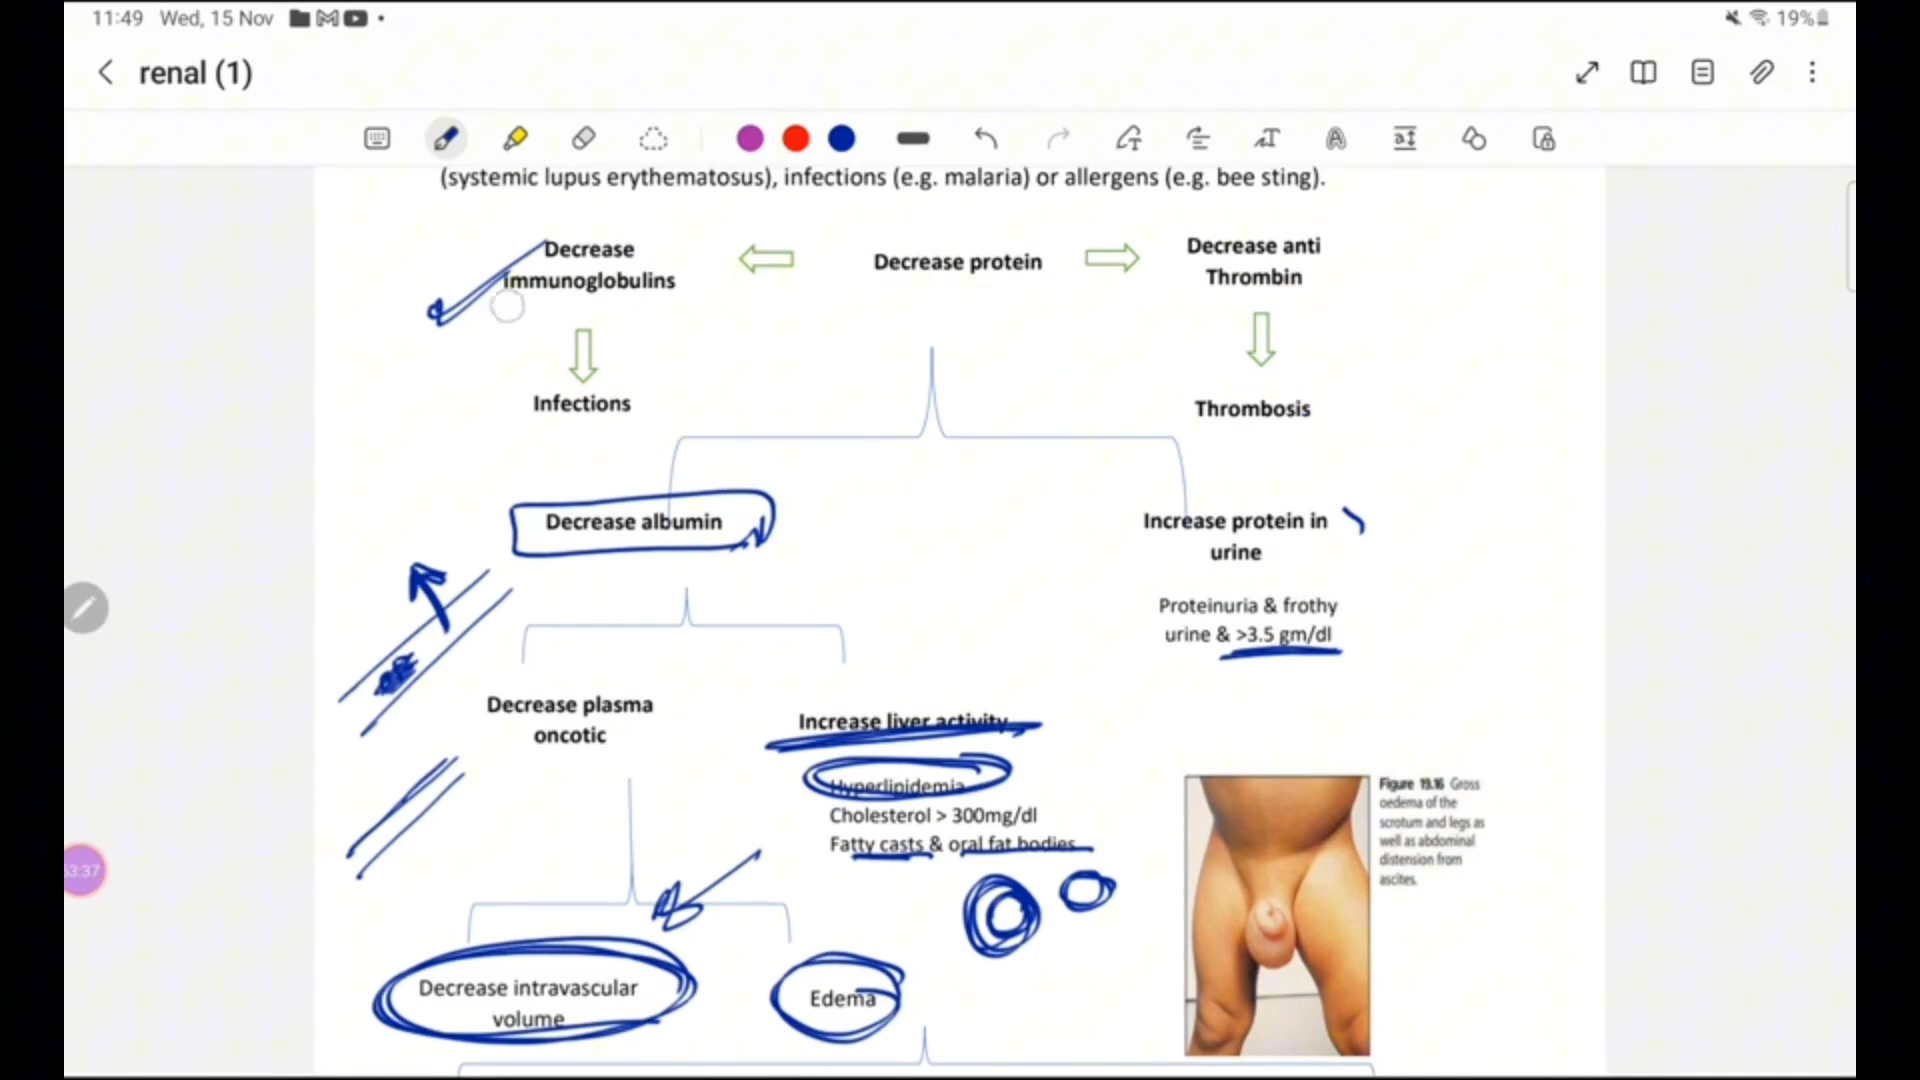 11:49 Wed, 15 Nov
19%
renal (1)
(systemic lupus erythematosus), infections (e.g. malaria) or allergens (e.g. bee sting).
Decrease
immunoglobulins
Decrease protein
Decrease anti
Thrombin
Infections
Thrombosis
Decrease albumin
Increase protein in
urine
Proteinuria & frothy
urine & >3.5 gm/dl
Decrease plasma
oncotic
Increase liver activity
Hyperlipidemia
Cholesterol > 300mg/dl
Fatty casts & oral fat bodies
Figure 19.16 Gross
oedema of the
scrotum and legs as
well as abdominal
distension from
ascites.
53:37
Decrease intravascular
volume
Edema